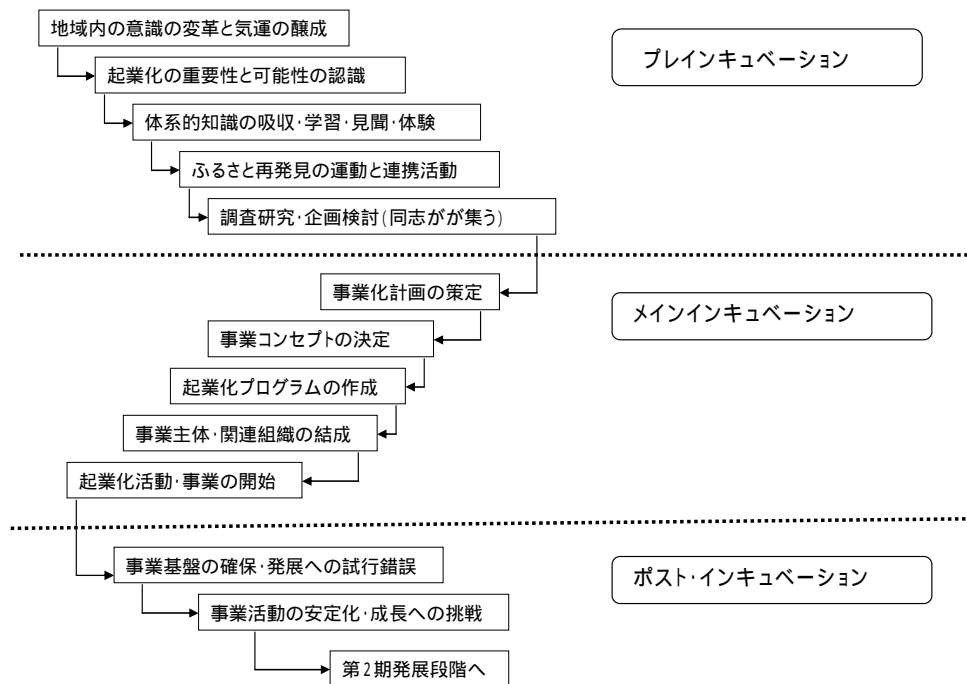 地域内の意識の変革と気運の醸成
プレインキュベーション
起業化の重要性と可能性の認識
体系的知識の吸収･学習･見聞･体験
ふるさと再発見の運動と連携活動
調査研究･企画検討(同志がが集う)
事業化計画の策定
メインインキュベーション
事業コンセプトの決定
起業化プログラムの作成
事業主体･関連組織の結成
起業化活動･事業の開始
事業基盤の確保･発展への試行錯誤
ポスト･インキュベーション
事業活動の安定化･成長への挑戦
第2期発展段階へ